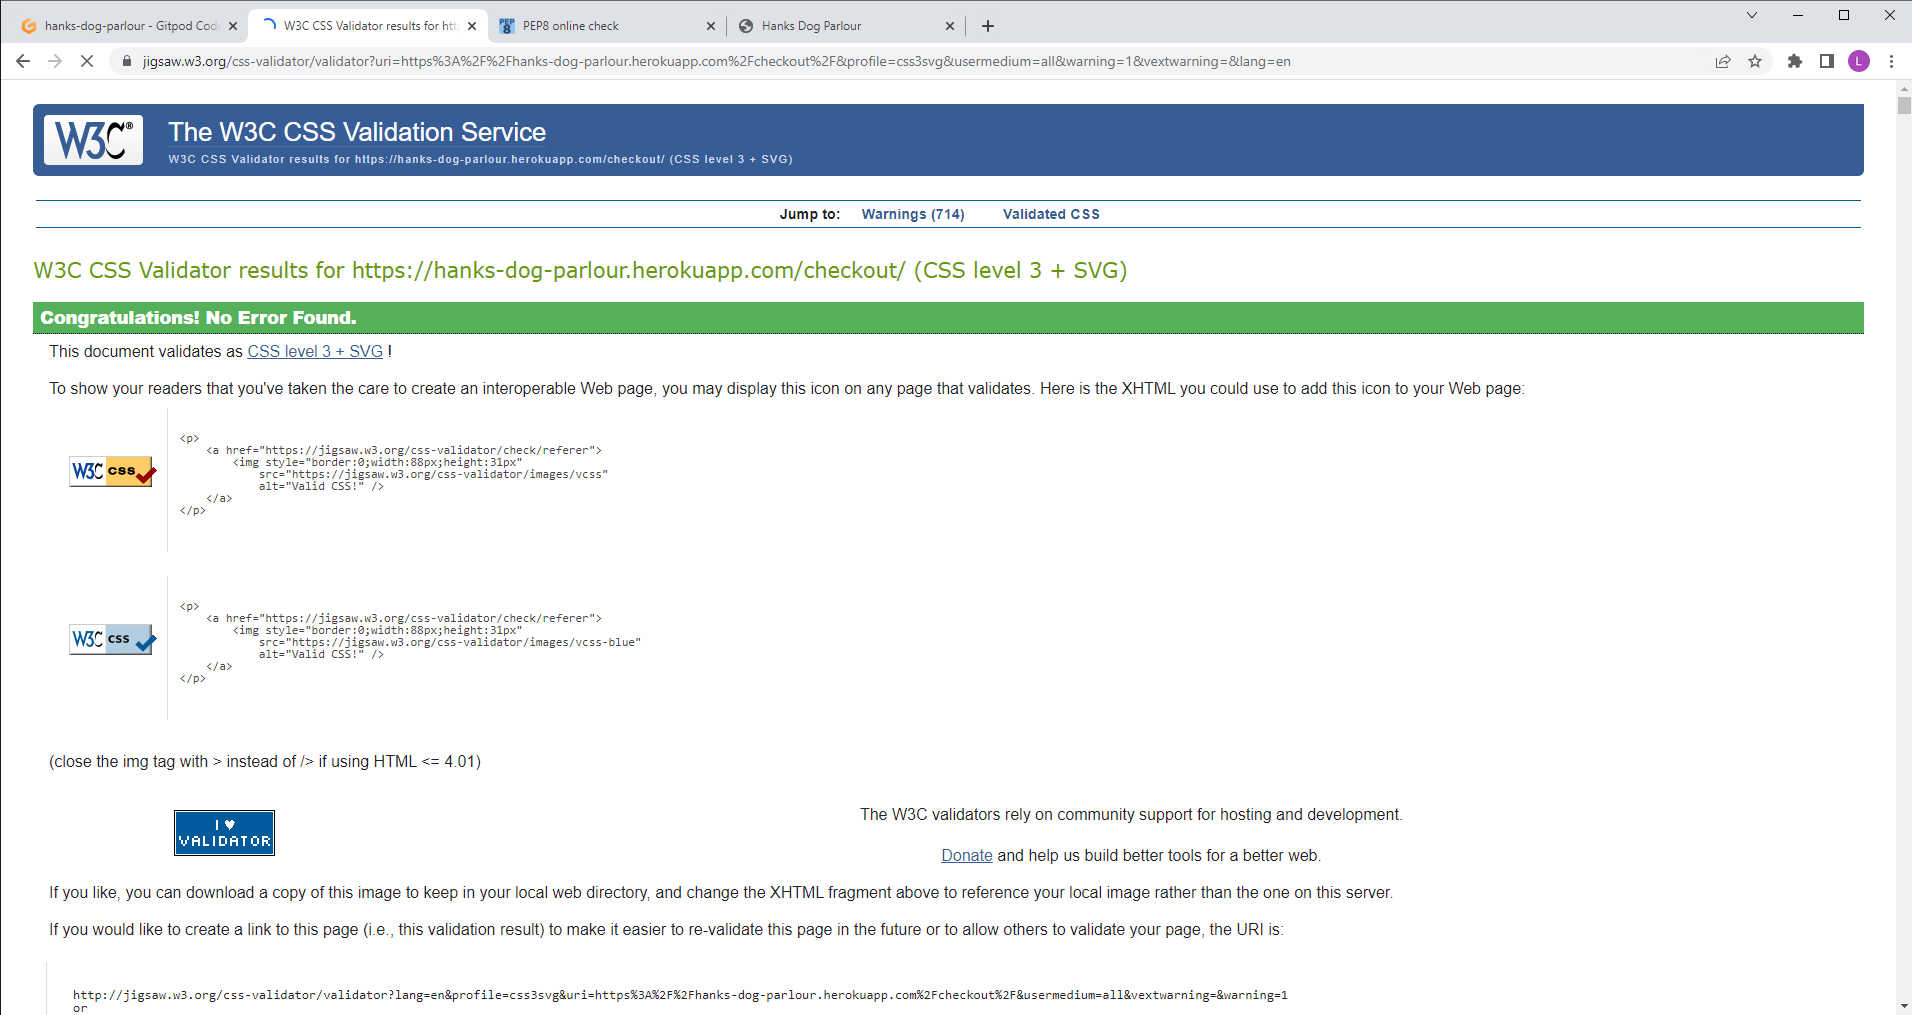 hanks-dog-parlour - Gitpod Code
W3C CSS Validator results for http
PEP8 online check
Hanks Dog Parlour
jigsaw.w3.org/css-validator/validator?uri=https%3A%2F%2Fhanks-dog-parlour.herokuapp.com%2Fcheckout%2F&profile=css3svg&usermedium=all&warning=1&vextwarning=&lang=en
L
W3C®
The W3C CSS Validation Service
W3C CSS Validator results for https://hanks-dog-parlour.herokuapp.com/checkout/ (CSS level 3 + SVG)
Jump to: Warnings (714) Validated CSS
W3C CSS Validator results for https://hanks-dog-parlour.herokuapp.com/checkout/ (CSS level 3 + SVG)
Congratulations! No Error Found.
This document validates as CSS level 3 + SVG !
To show your readers that you've taken the care to create an interoperable Web page, you may display this icon on any page that validates. Here is the XHTML you could use to add this icon to your Web page:
W3C css
<p>
<a href="https://jigsaw.w3.org/css-validator/check/referer">
<img style="border:0;width:88px;height:31px"
src="https://jigsaw.w3.org/css-validator/images/vcss"
alt="Valid CSS!" />
</a>
</p>
W3C css
<p>
<a href="https://jigsaw.w3.org/css-validator/check/referer">
<img style="border:0;width:88px;height:31px"
src="https://jigsaw.w3.org/css-validator/images/vcss-blue"
alt="Valid CSS!" />
</a>
</p>
(close the img tag with > instead of /> if using HTML <= 4.01)
I ♥
VALIDATOR
The W3C validators rely on community support for hosting and development.
Donate and help us build better tools for a better web.
If you like, you can download a copy of this image to keep in your local web directory, and change the XHTML fragment above to reference your local image rather than the one on this server.
If you would like to create a link to this page (i.e., this validation result) to make it easier to re-validate this page in the future or to allow others to validate your page, the URI is:
http://jigsaw.w3.org/css-validator/validator?lang=en&profile=css3svg&uri=https%3A%2F%2Fhanks-dog-parlour.herokuapp.com%2Fcheckout%2F&usermedium=all&vextwarning=&warning=1
or